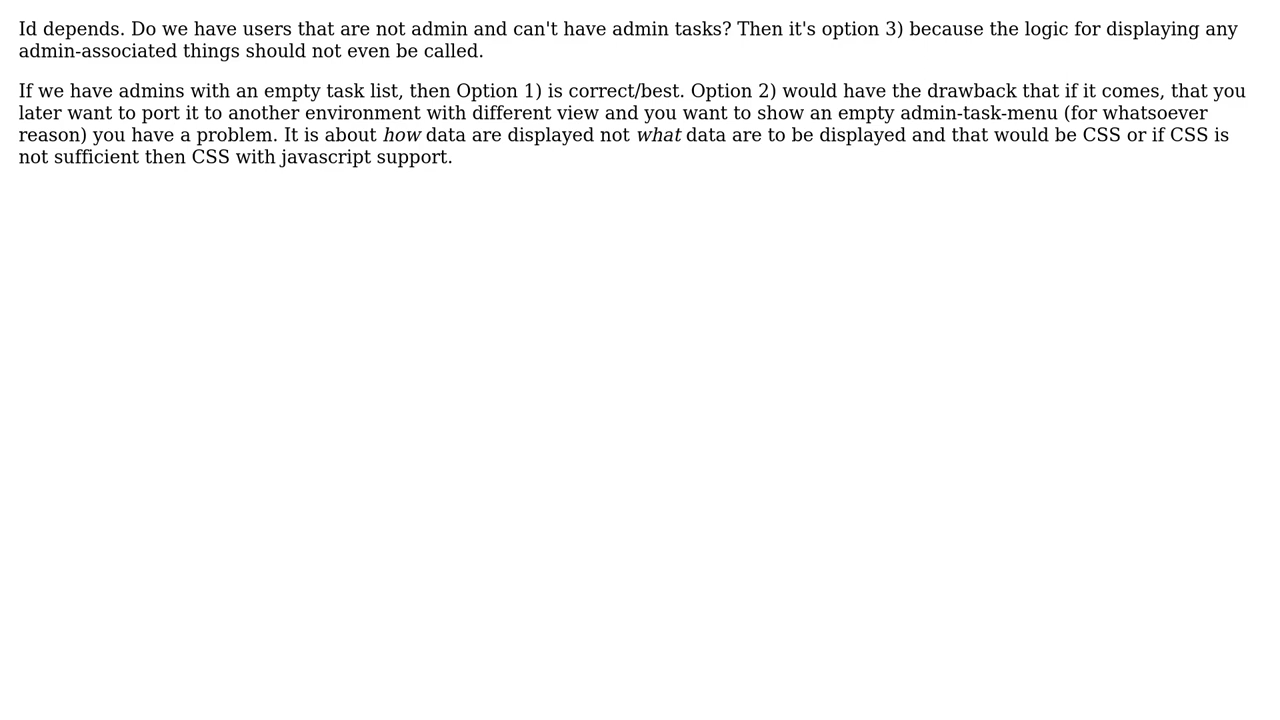 Id depends. Do we have users that are not admin and can't have admin tasks? Then it's option 3) because the logic for displaying any
admin-associated things should not even be called.
If we have admins with an empty task list, then Option 1) is correct/best. Option 2) would have the drawback that if it comes, that you
later want to port it to another environment with different view and you want to show an empty admin-task-menu (for whatsoever
reason) you have a problem. It is about how data are displayed not what data are to be displayed and that would be CSS or if CSS is
not sufficient then CSS with javascript support.